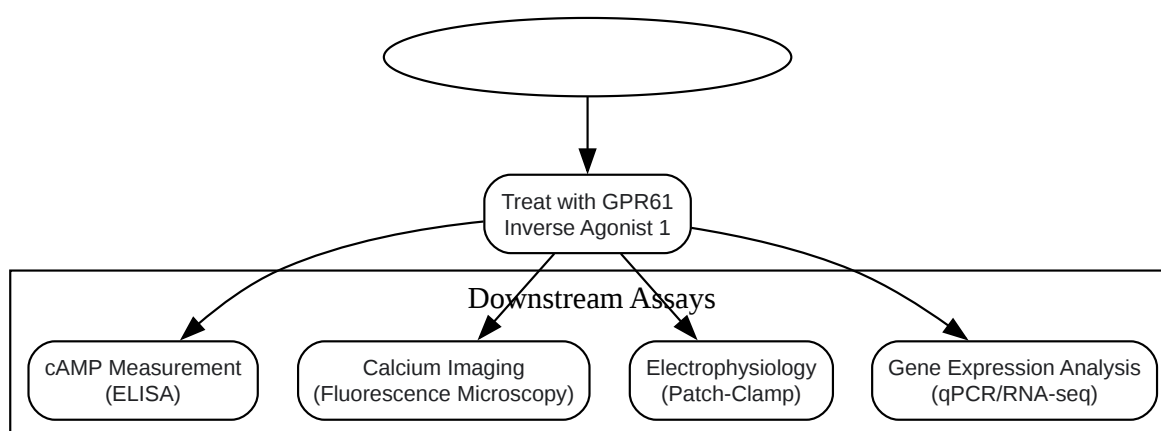 Treat with GPR61
Inverse Agonist 1
Downstream Assays
cAMP Measurement
(ELISA)
Calcium Imaging
(Fluorescence Microscopy)
Electrophysiology
(Patch-Clamp)
Gene Expression Analysis
(qPCR/RNA-seq)